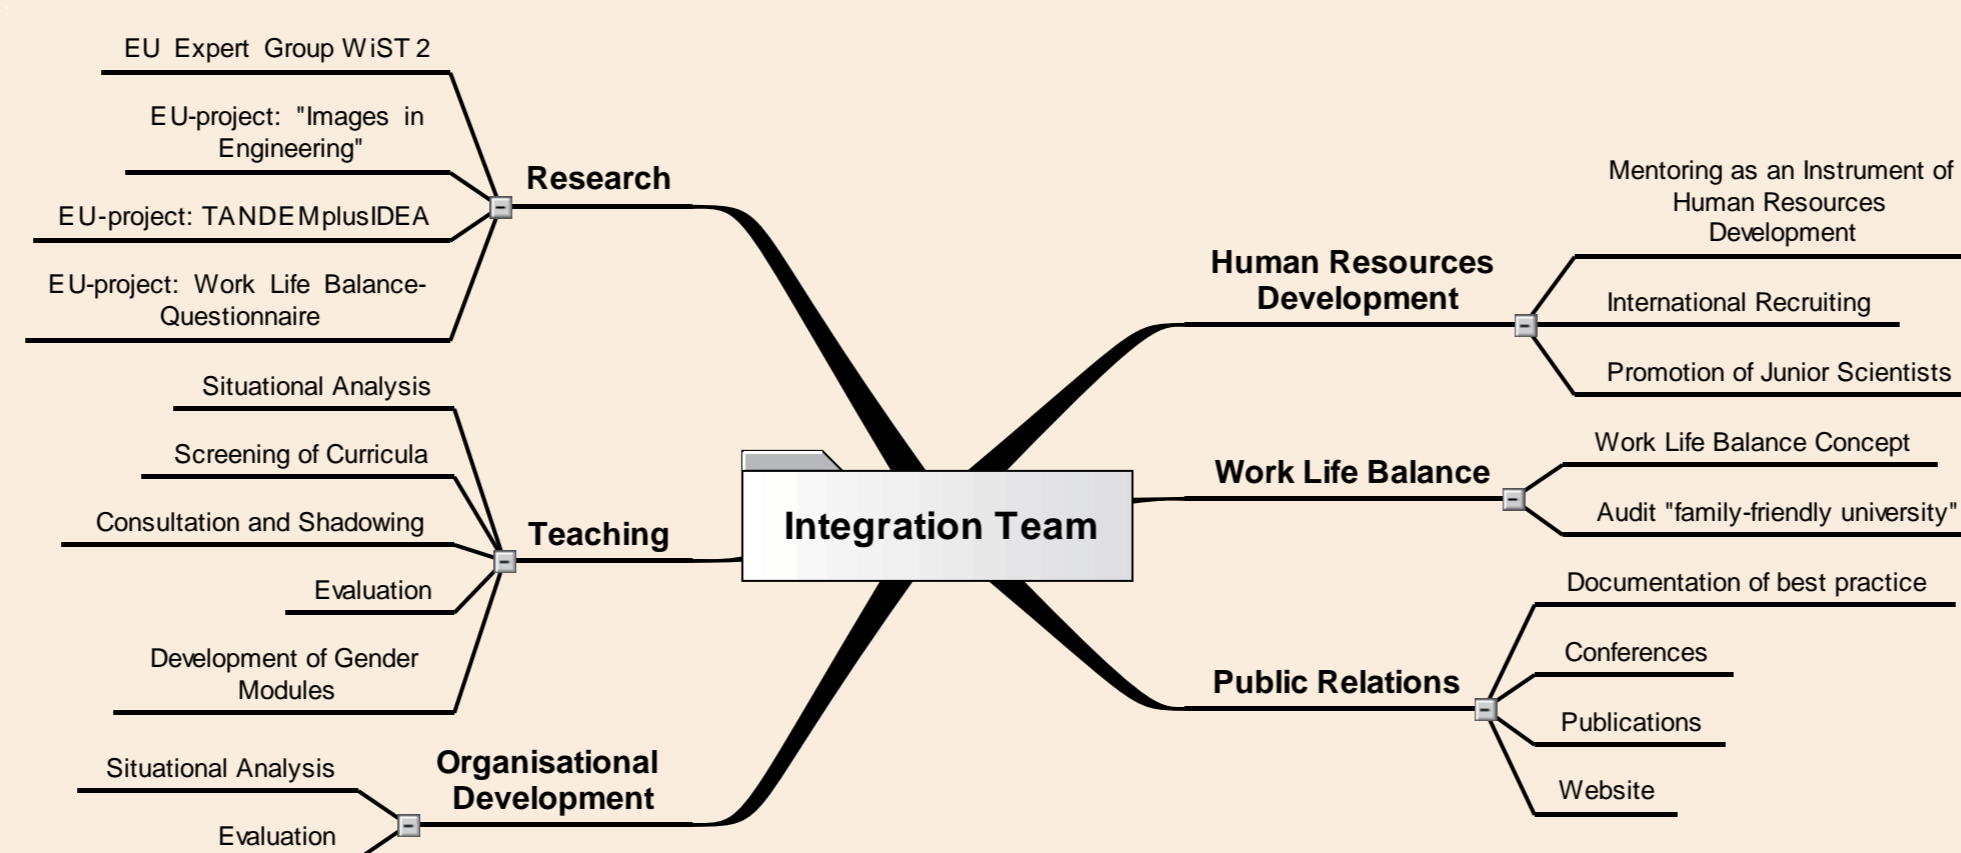 EU Expert Group WiST 2
EU-project: "Images in
Engineering"
EU-project: TANDEMplusIDEA
EU-project: Work Life Balance-
Questionnaire
Research
Situational Analysis
Screening of Curricula
Consultation and Shadowing
Evaluation
Development of Gender
Modules
Teaching
Situational Analysis
Evaluation
Organisational
Development
Integration Team
Human Resources
Development
Mentoring as an Instrument of
Human Resources
Development
International Recruiting
Promotion of Junior Scientists
Work Life Balance
Work Life Balance Concept
Audit "family-friendly university"
Public Relations
Documentation of best practice
Conferences
Publications
Website